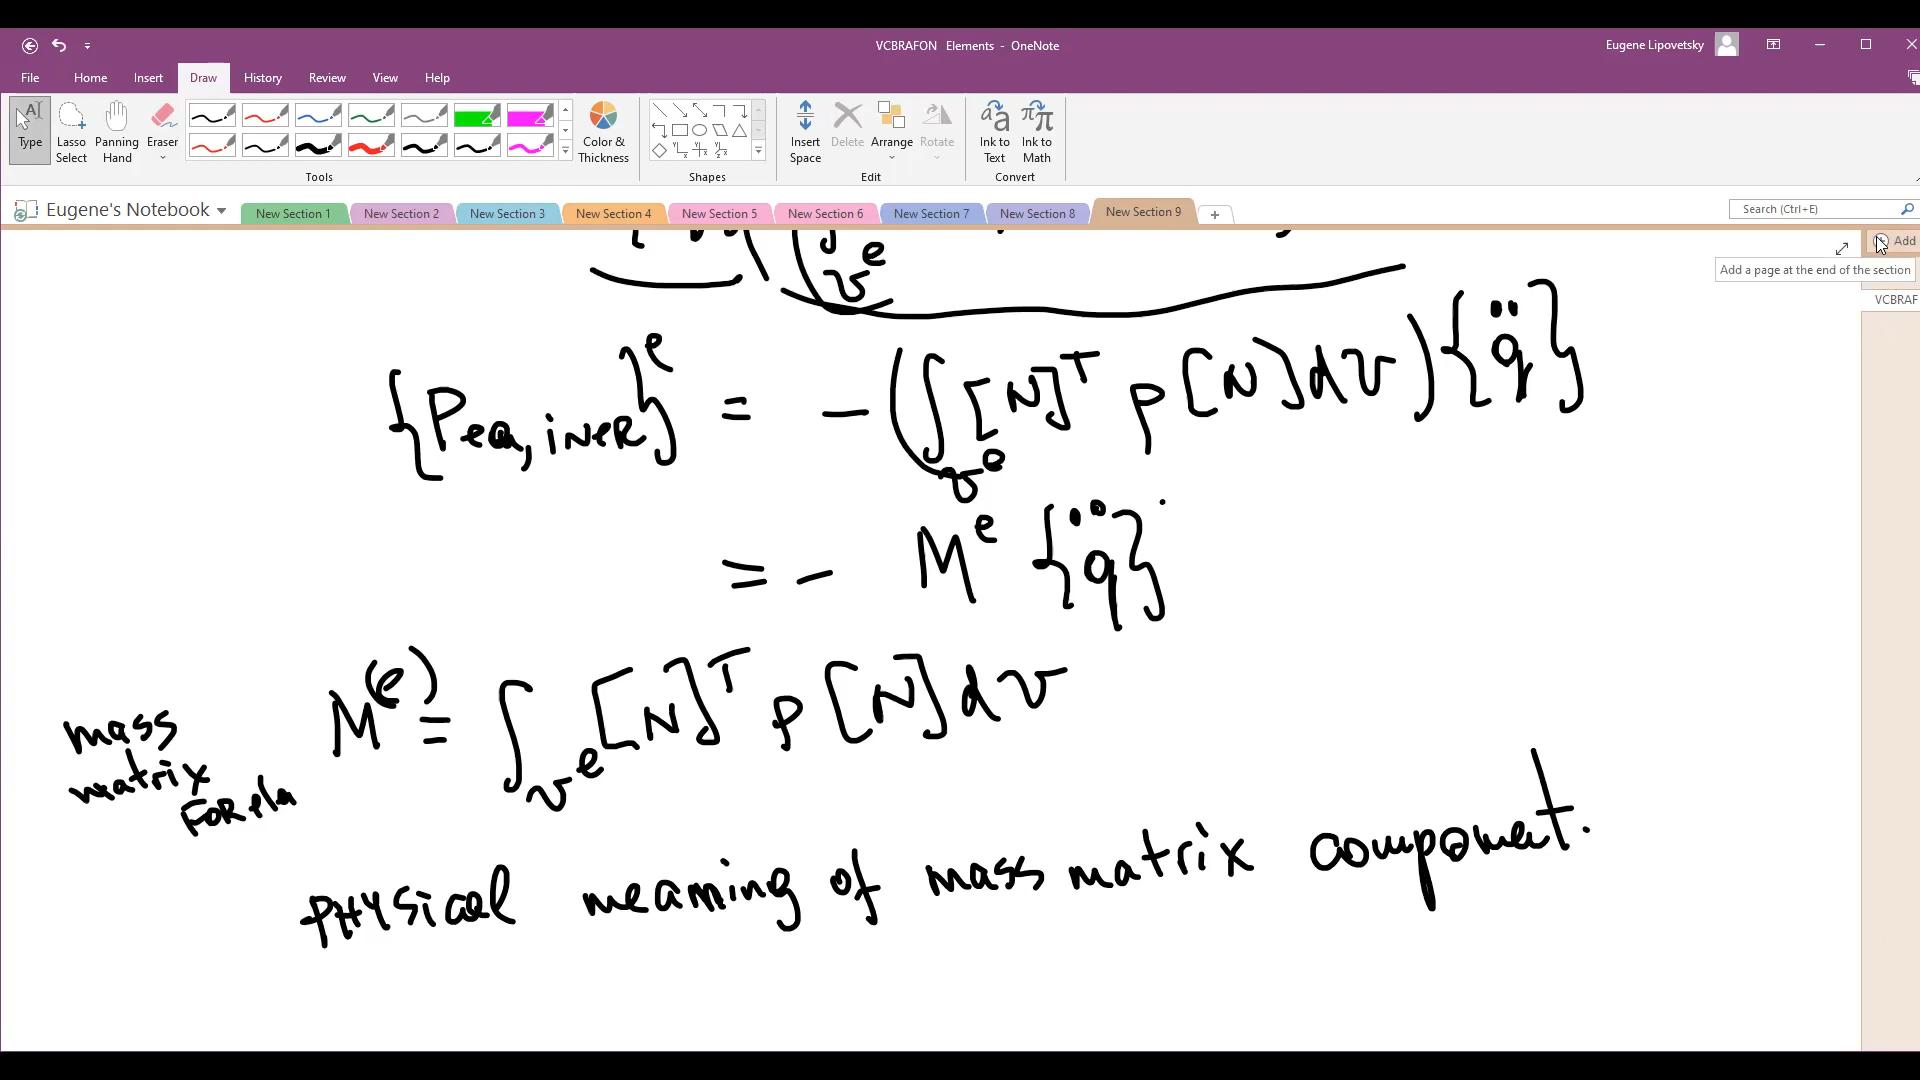 VCBRAFON Elements - OneNote
Eugene Lipovetsky
File Home Insert Draw History Review View Help
Type
Lasso Select
Panning Hand
Eraser
Color & Thickness
Insert Space
Delete
Arrange
Rotate
Ink to Text
Ink to Math
Tools
Shapes
Edit
Convert
Eugene's Notebook
New Section 1
New Section 2
New Section 3
New Section 4
New Section 5
New Section 6
New Section 7
New Section 8
New Section 9
Search (Ctrl+E)
Add
Add a page at the end of the section
VCBRAF
v^e
{P_{EQ, INER}}^e = - (∫_{v^e} [N]^T ρ [N] dv) {q̈}
= - M^e {q̈}
mass matrix
M^{(e)} = ∫_{v^e} [N]^T ρ [N] dv
PHYsical meaning of mass matrix component.